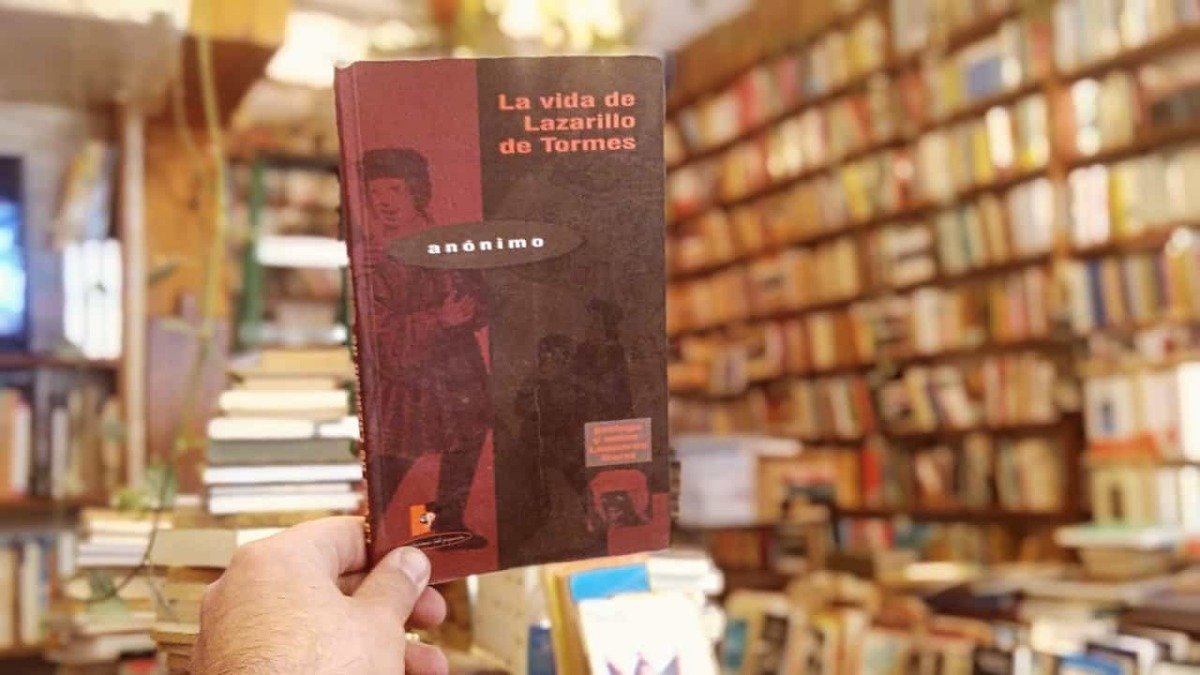 La vida de
Lazarillo
de Tormes
anónimo